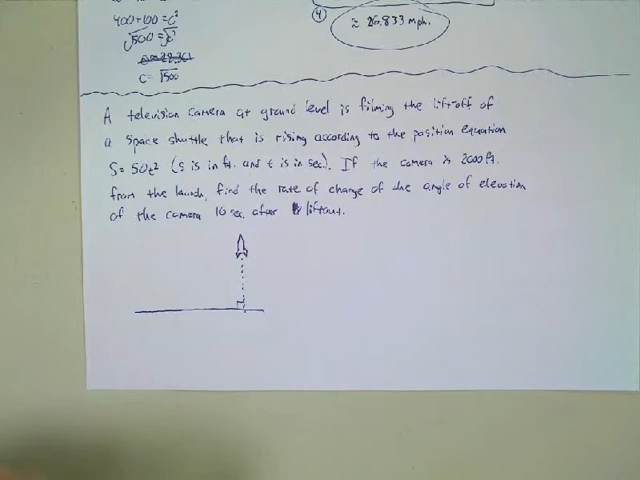 400+100=c²
√500=√c²
c=√500
④
≈ 26.833 mph.
A television camera at ground level is filming the lift-off of
a space shuttle that is rising according to the position equation
S=50t² (s is in ft. and t is in sec.). If the camera is 2000ft.
from the launch, find the rate of change of the angle of elevation
of the camera 10 sec. after